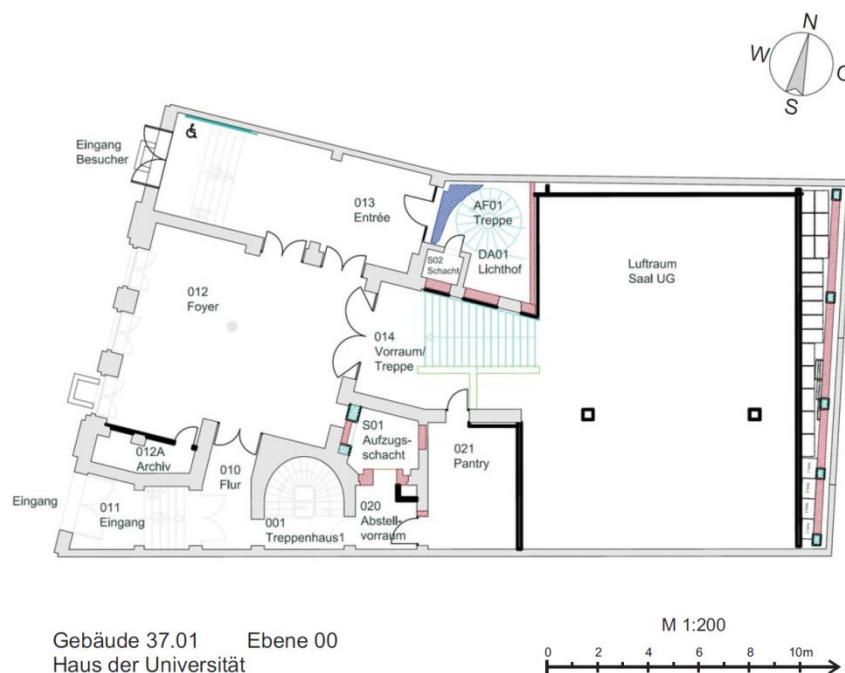 N
W
O
S
Eingang
Besucher
013
Entrée
AF01
Treppe
S02
Schacht
DA01
Lichthof
Luftraum
Saal UG
012
Foyer
014
Vorraum/
Treppe
S01
Aufzugs-
schacht
021
Pantry
012A
Archiv
010
Flur
Eingang
011
Eingang
001
Treppenhaus1
020
Abstell-
vorraum
Gebäude 37.01 Ebene 00
Haus der Universität
M 1:200
0 2 4 6 8 10m